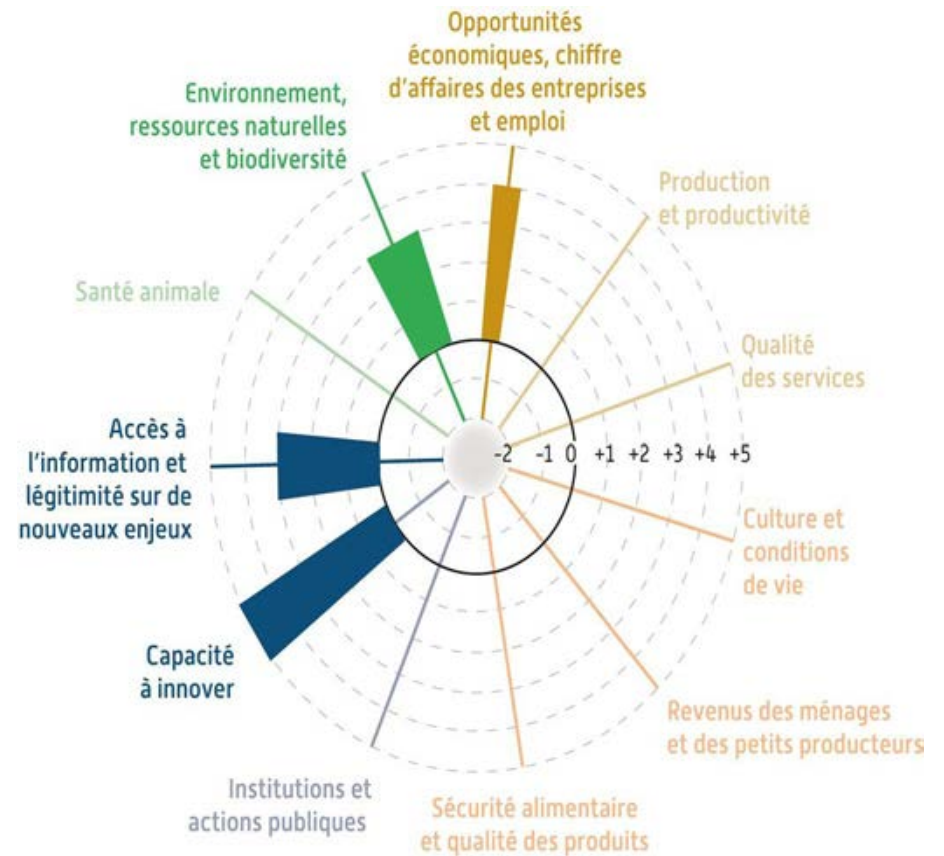 Opportunités
économiques, chiffre
d'affaires des entreprises
et emploi
Environnement,
ressources naturelles
et biodiversité
Production
et productivité
Santé animale
Qualité
des services
Accès à
l'information et
légitimité sur de
nouveaux enjeux
-2 -1 0 +1 +2 +3 +4 +5
Culture et
conditions
de vie
Capacité
à innover
Revenus des ménages
et des petits producteurs
Institutions et
actions publiques
Sécurité alimentaire
et qualité des produits